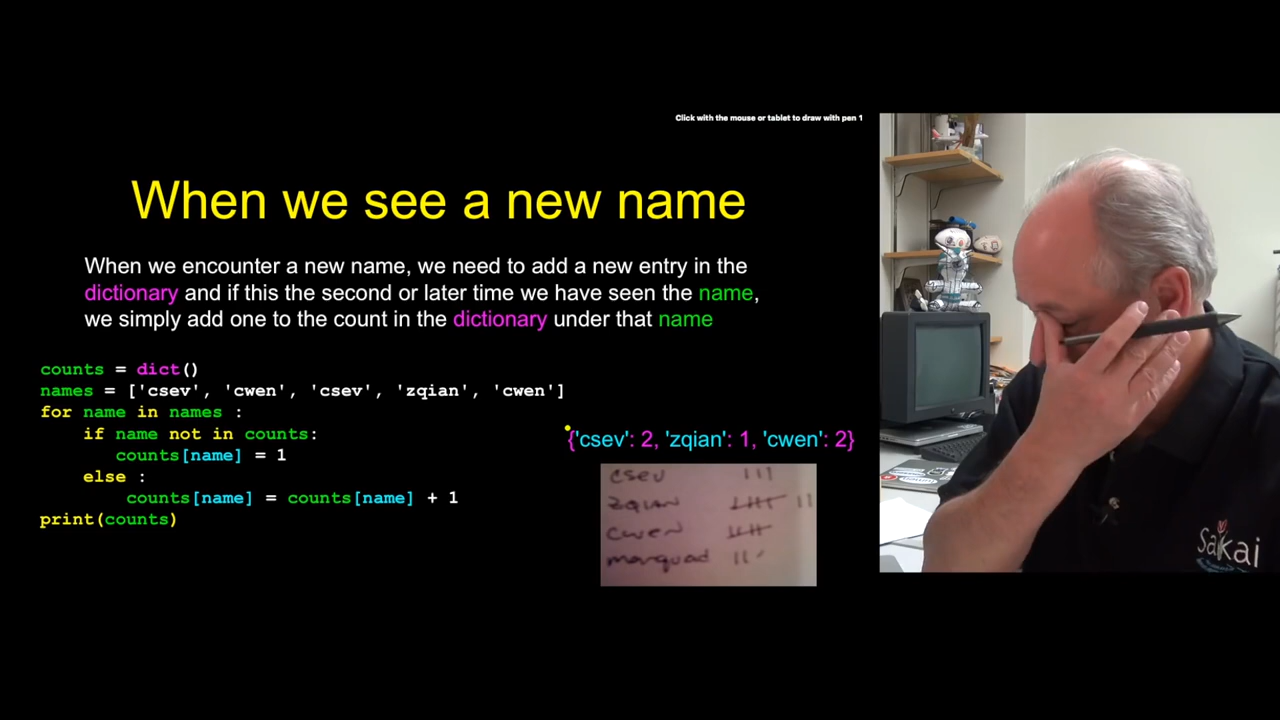 Click with the mouse or tablet to draw with pen 1
When we see a new name
When we encounter a new name, we need to add a new entry in the
dictionary and if this the second or later time we have seen the name,
we simply add one to the count in the dictionary under that name
counts = dict()
names = ['csev', 'cwen', 'csev', 'zqian', 'cwen']
for name in names :
    if name not in counts:
       counts[name] = 1
    else :
        counts[name] = counts[name] + 1
print(counts)
{'csev': 2, 'zqian': 1, 'cwen': 2}
csev
zqian
cwen
marquad
Sakai